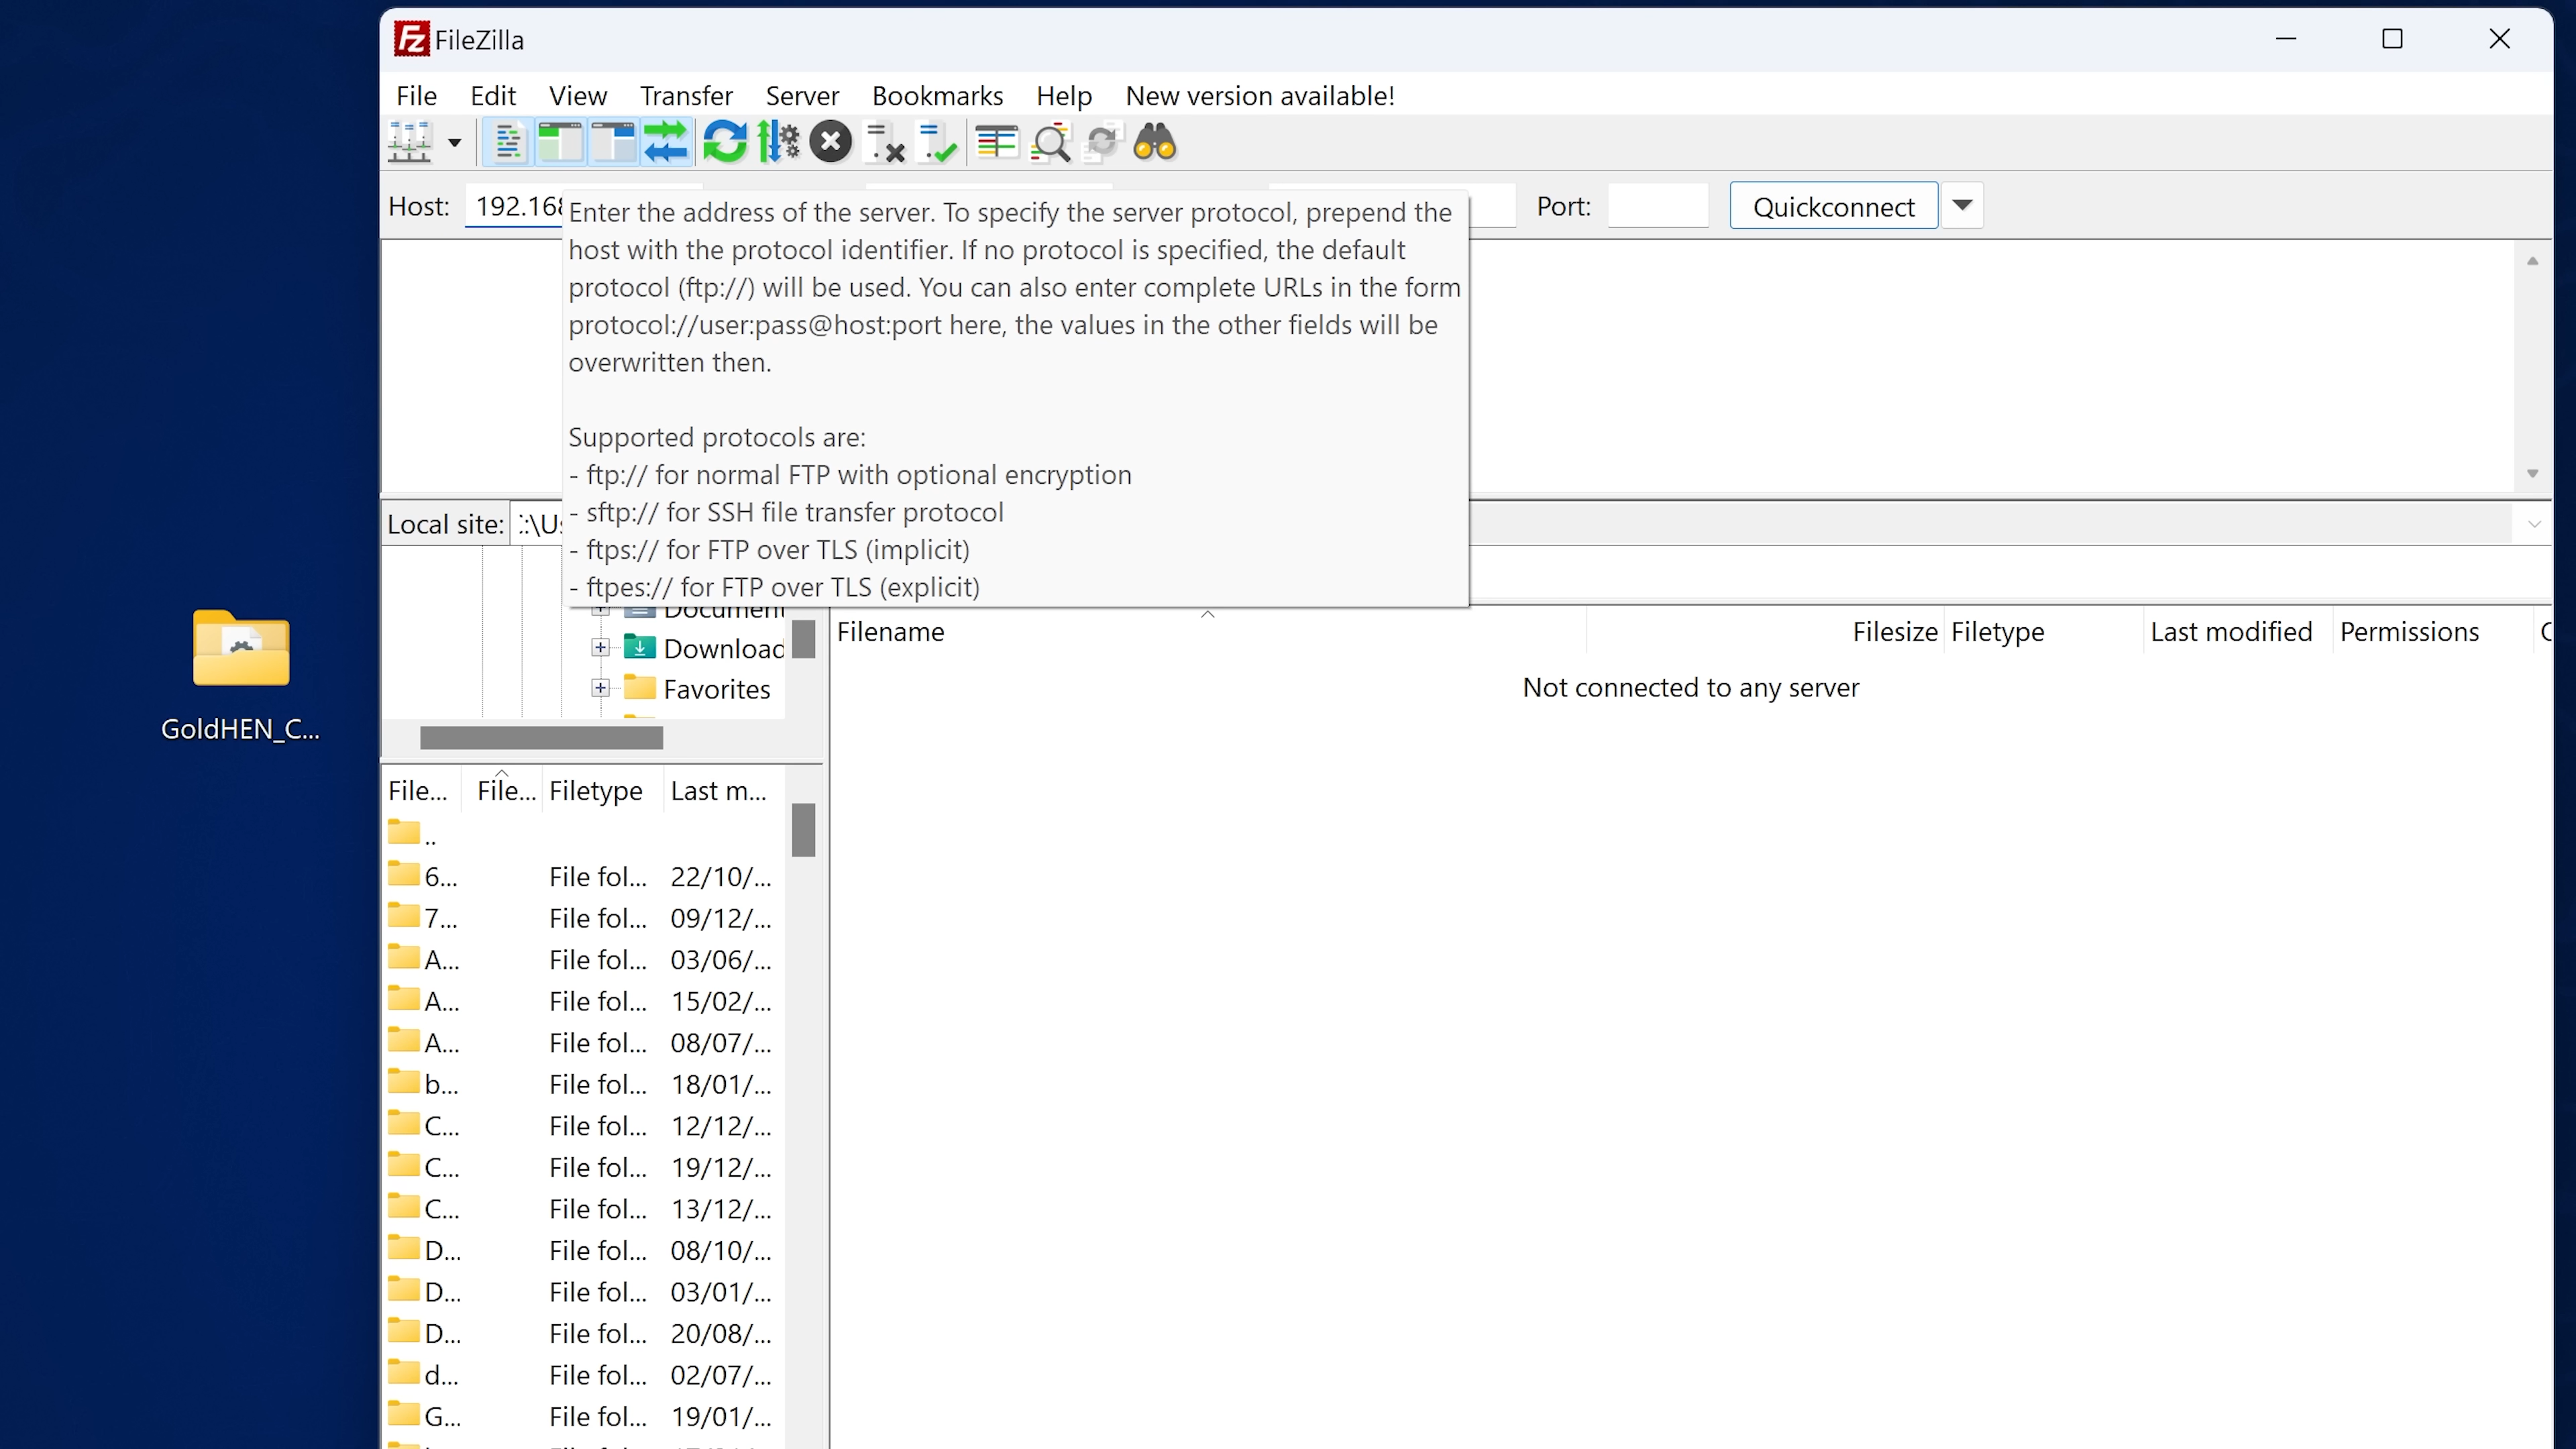 FileZilla
File Edit View Transfer Server Bookmarks Help New version available!
Host: 192.168 Port: Quickconnect
Enter the address of the server. To specify the server protocol, prepend the
host with the protocol identifier. If no protocol is specified, the default
protocol (ftp://) will be used. You can also enter complete URLs in the form
protocol://user:pass@host:port here, the values in the other fields will be
overwritten then.
Supported protocols are:
- ftp:// for normal FTP with optional encryption
- sftp:// for SSH file transfer protocol
- ftps:// for FTP over TLS (implicit)
- ftpes:// for FTP over TLS (explicit)
Local site:
Download
Favorites
GoldHEN_C...
Filename Filesize Filetype Last modified Permissions
Not connected to any server
File... File... Filetype Last m...
..
6... File fol... 22/10/...
7... File fol... 09/12/...
A... File fol... 03/06/...
A... File fol... 15/02/...
A... File fol... 08/07/...
b... File fol... 18/01/...
C... File fol... 12/12/...
C... File fol... 19/12/...
C... File fol... 13/12/...
D... File fol... 08/10/...
D... File fol... 03/01/...
D... File fol... 20/08/...
d... File fol... 02/07/...
G... File fol... 19/01/...